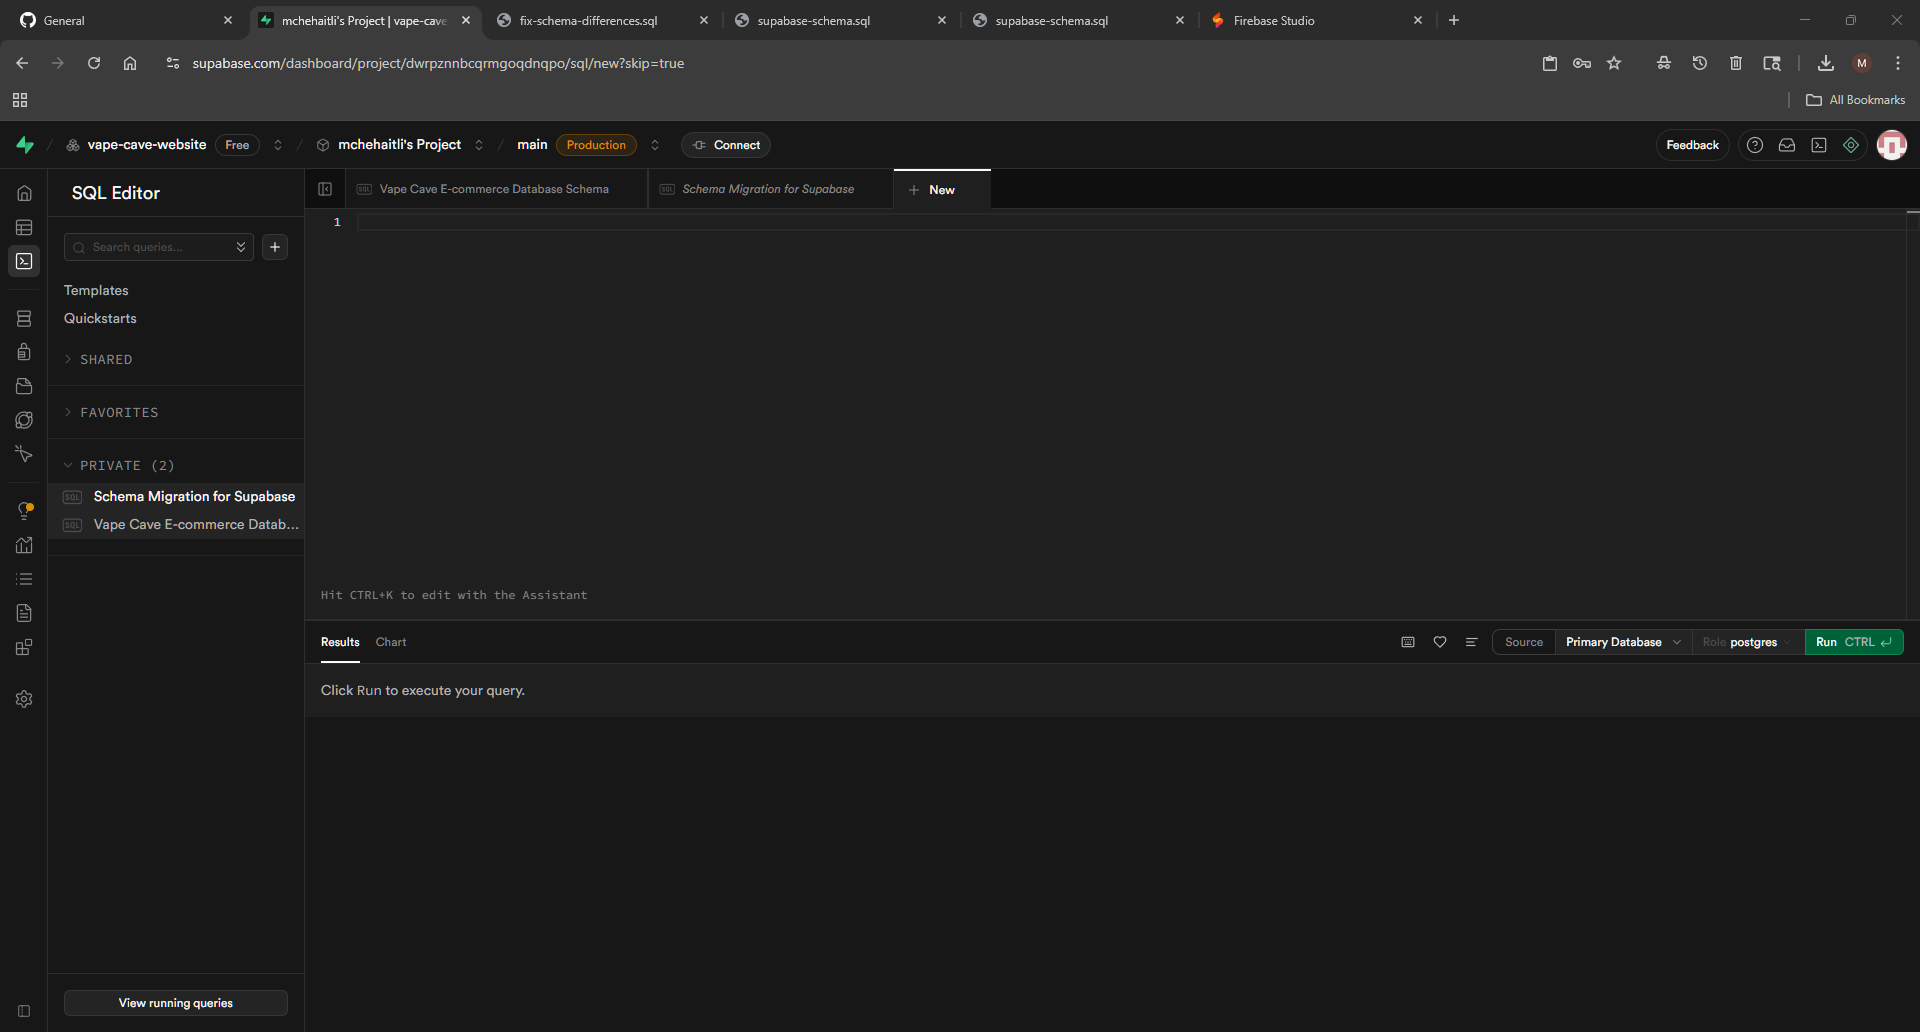 General
mchehaitli's Project | vape-cave
fix-schema-differences.sql
supabase-schema.sql
supabase-schema.sql
Firebase Studio
supabase.com/dashboard/project/dwrpznnbcqrmgoqdnqpo/sql/new?skip=true
M
All Bookmarks
vape-cave-website
Free
mchehaitli's Project
main
Production
Connect
Feedback
SQL Editor
SQL Vape Cave E-commerce Database Schema
SQL Schema Migration for Supabase
New
1
Search queries...
Templates
Quickstarts
SHARED
FAVORITES
PRIVATE (2)
SQL Schema Migration for Supabase
SQL Vape Cave E-commerce Datab...
Hit CTRL+K to edit with the Assistant
Results
Chart
Source
Primary Database
Role postgres
Run CTRL
Click Run to execute your query.
View running queries